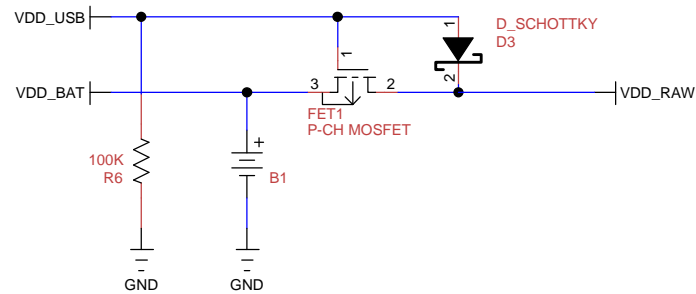 VDD_USB
D_SCHOTTKY
D3
1
1
2
VDD_BAT
3
2
VDD_RAW
FET1
P-CH MOSFET
100K
R6
+
B1
GND
GND